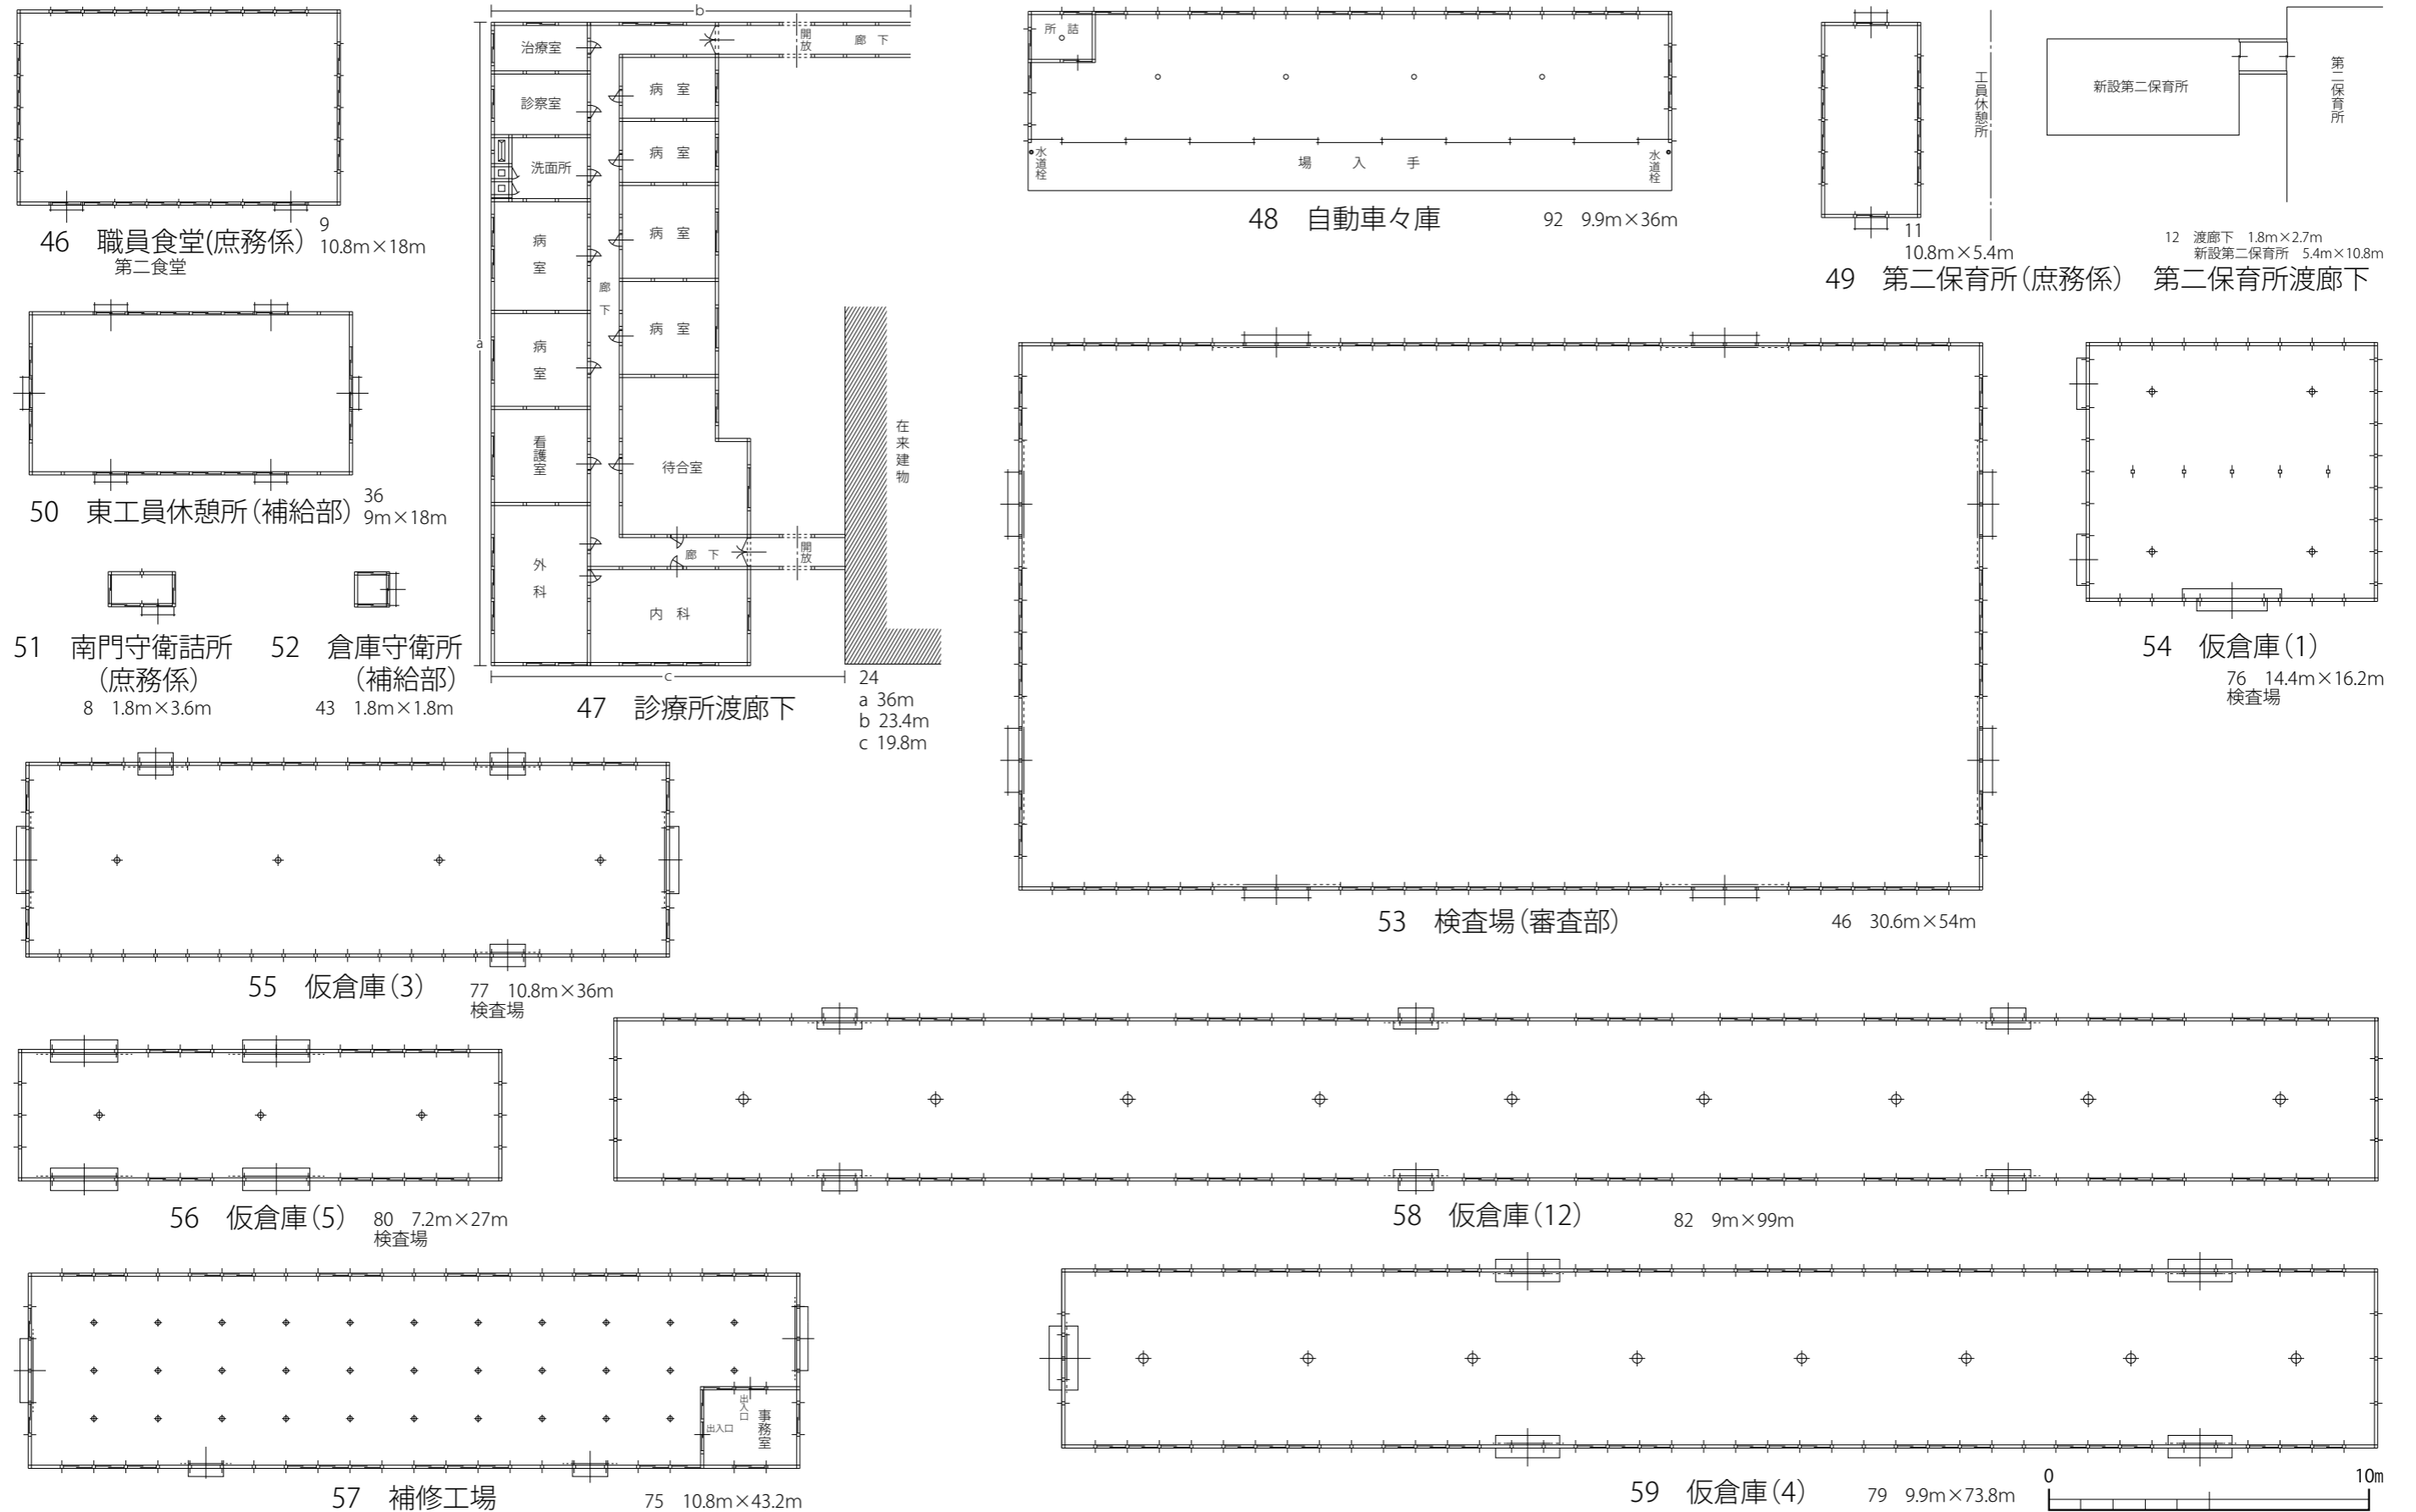 46 職員食堂(庶務係)
第二食堂
9
10.8m×18m
b
a
c
治療室
診察室
洗面所
病室
病室
看護室
外科
廊下
病室
病室
病室
病室
待合室
廊下
内科
開放
廊下
開放
在来建物
47 診療所渡廊下
24
a 36m
b 23.4m
c 19.8m
所詰
水道栓
場入手
水道栓
48 自動車々庫
92 9.9m×36m
工員休憩所
新設第二保育所
第二保育所
11
10.8m×5.4m
12 渡廊下 1.8m×2.7m
新設第二保育所 5.4m×10.8m
49 第二保育所(庶務係) 第二保育所渡廊下
50 東工員休憩所(補給部)
36
9m×18m
51 南門守衛詰所
(庶務係)
8 1.8m×3.6m
52 倉庫守衛所
(補給部)
43 1.8m×1.8m
53 検査場(審査部)
46 30.6m×54m
54 仮倉庫(1)
76 14.4m×16.2m
検査場
55 仮倉庫(3)
77 10.8m×36m
検査場
56 仮倉庫(5)
80 7.2m×27m
検査場
58 仮倉庫(12)
82 9m×99m
出入口
出入口
事務室
57 補修工場
75 10.8m×43.2m
59 仮倉庫(4)
79 9.9m×73.8m
0 10m